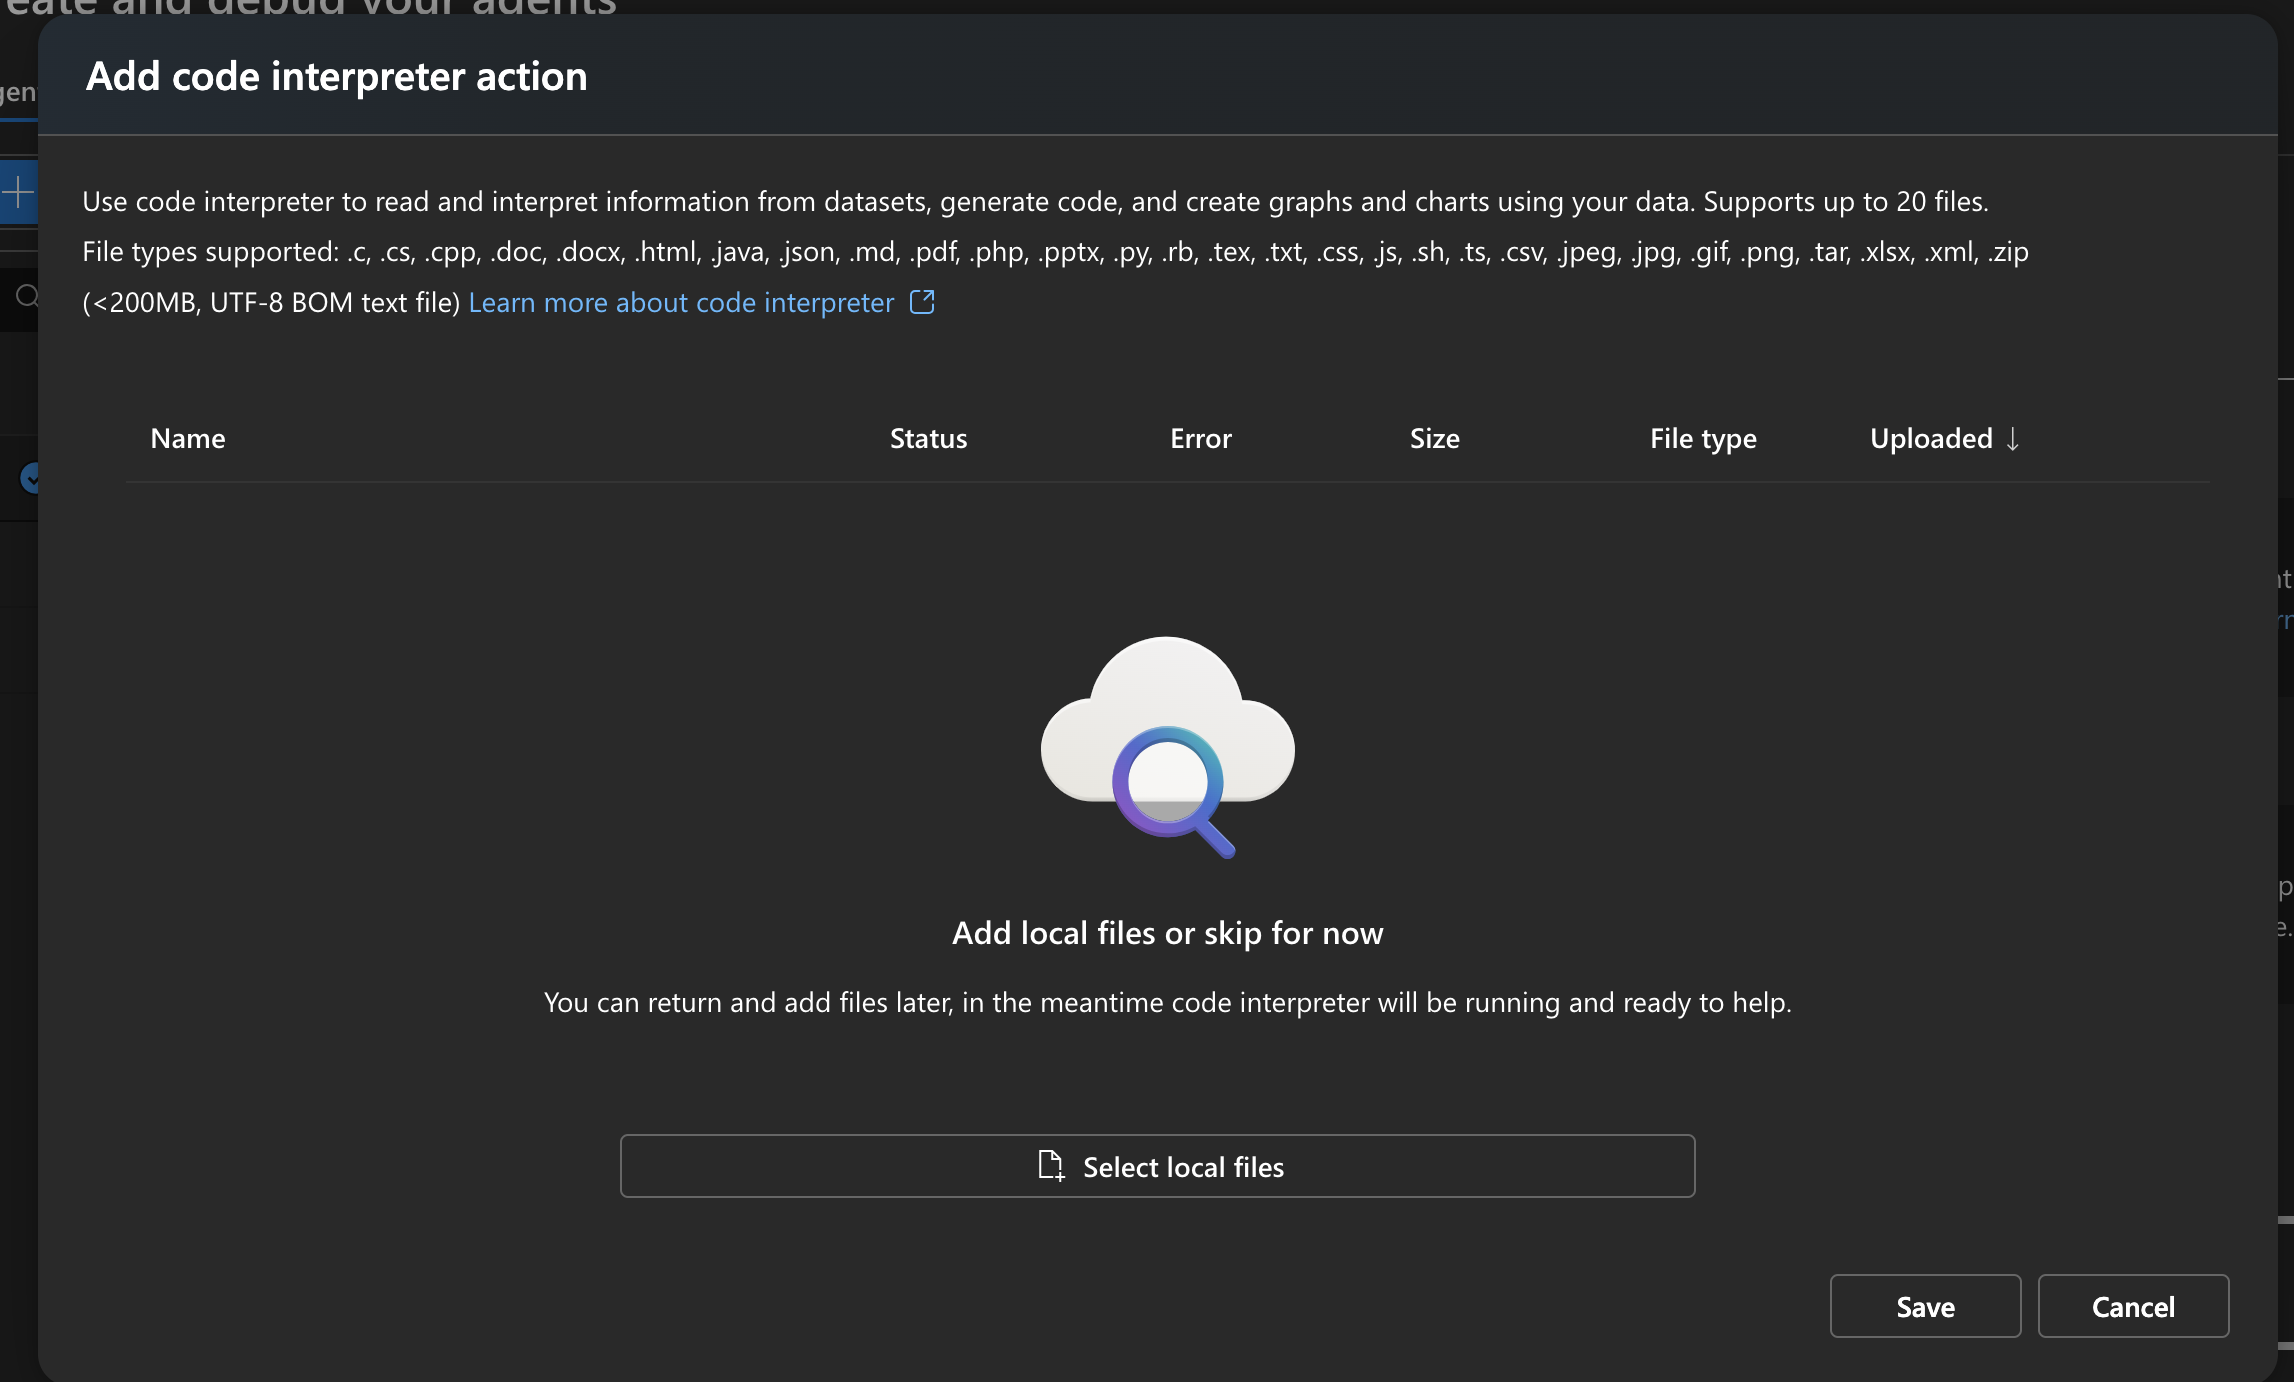 eate and debug your agents
Add code interpreter action
Use code interpreter to read and interpret information from datasets, generate code, and create graphs and charts using your data. Supports up to 20 files.
File types supported: .c, .cs, .cpp, .doc, .docx, .html, .java, .json, .md, .pdf, .php, .pptx, .py, .rb, .tex, .txt, .css, .js, .sh, .ts, .csv, .jpeg, .jpg, .gif, .png, .tar, .xlsx, .xml, .zip
(<200MB, UTF-8 BOM text file) Learn more about code interpreter
Name Status Error Size File type Uploaded ↓
Add local files or skip for now
You can return and add files later, in the meantime code interpreter will be running and ready to help.
Select local files
Save Cancel